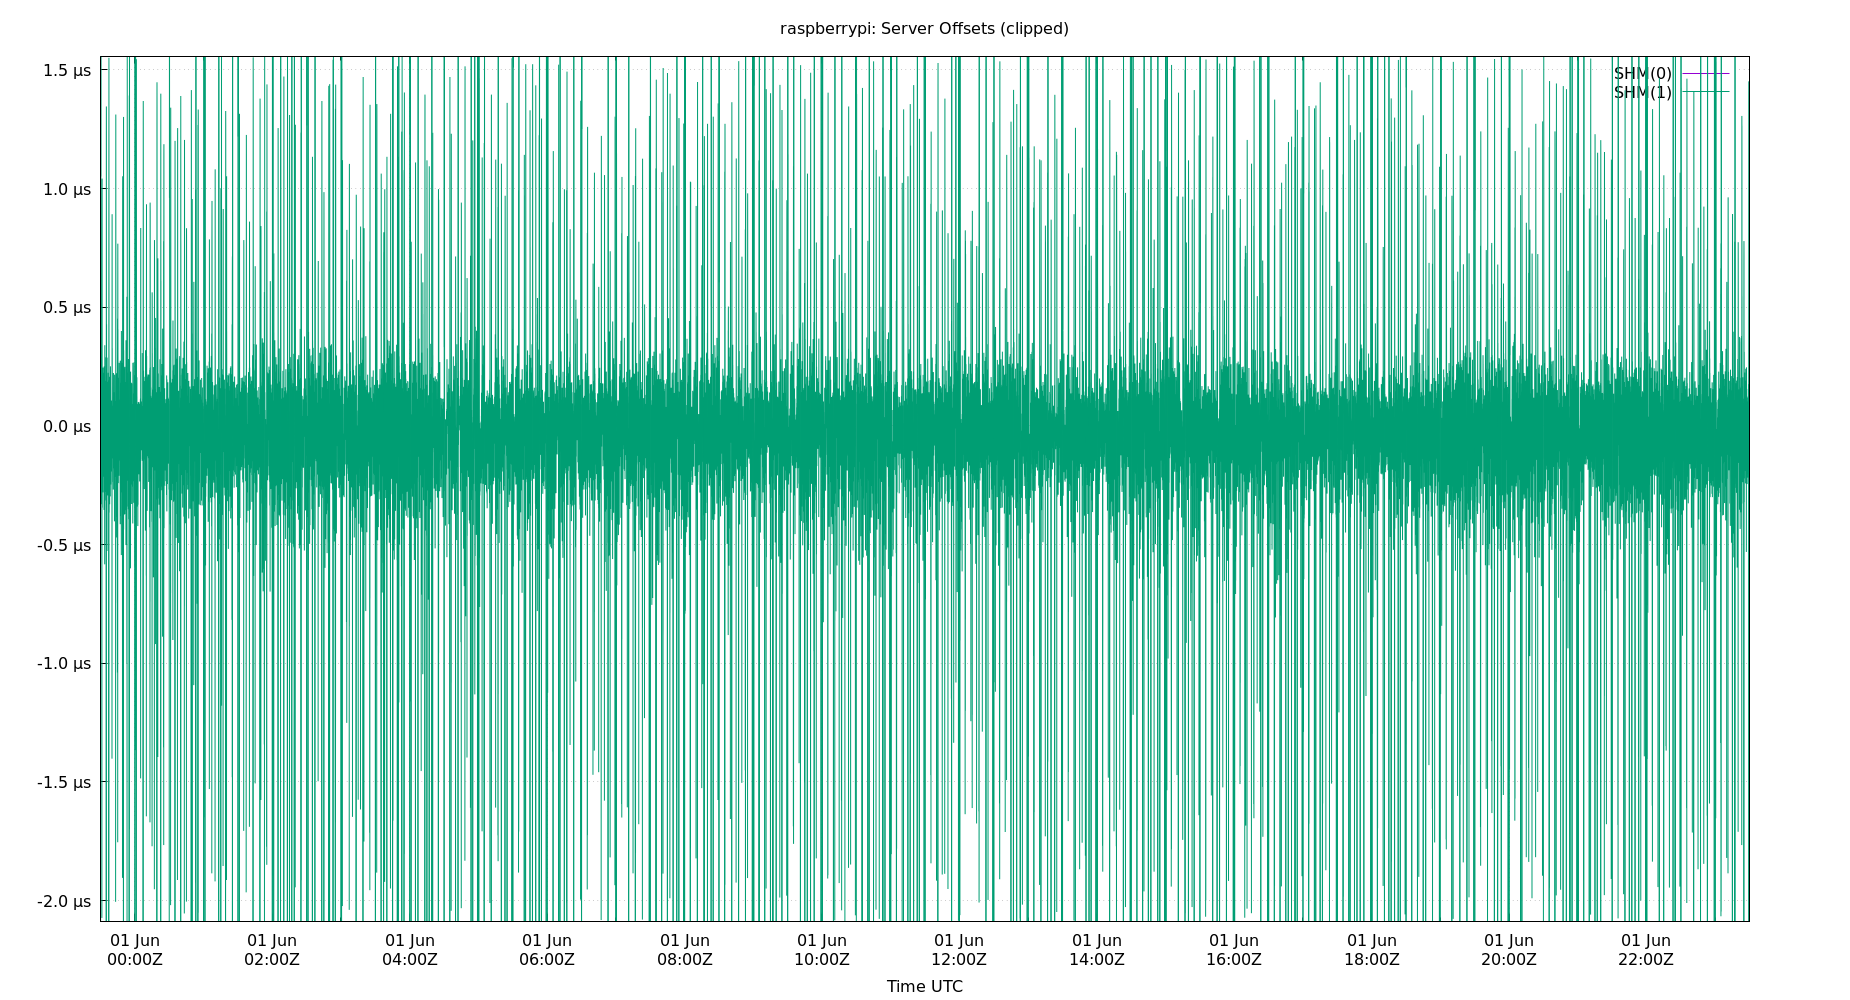 raspberrypi: Server Offsets (clipped)
SHM(0)
SHM(1)
1.5 µs
1.0 µs
0.5 µs
0.0 µs
-0.5 µs
-1.0 µs
-1.5 µs
-2.0 µs
01 Jun 01 Jun 01 Jun 01 Jun 01 Jun 01 Jun 01 Jun 01 Jun 01 Jun 01 Jun 01 Jun 01 Jun
00:00Z 02:00Z 04:00Z 06:00Z 08:00Z 10:00Z 12:00Z 14:00Z 16:00Z 18:00Z 20:00Z 22:00Z
Time UTC